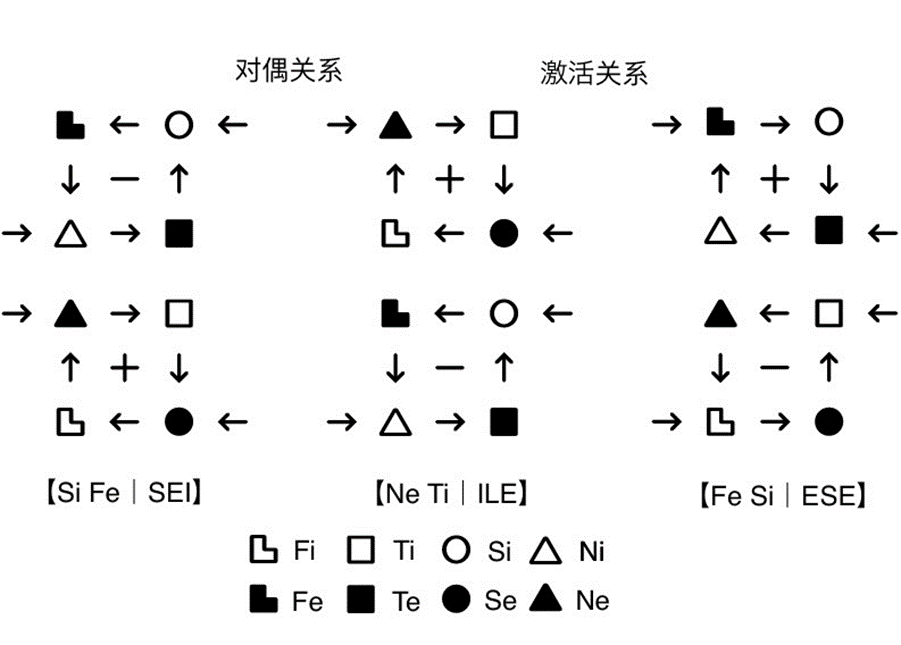 对偶关系 激活关系
【Si Fe｜SEI】 【Ne Ti｜ILE】 【Fe Si｜ESE】
Fi Ti Si Ni
Fe Te Se Ne